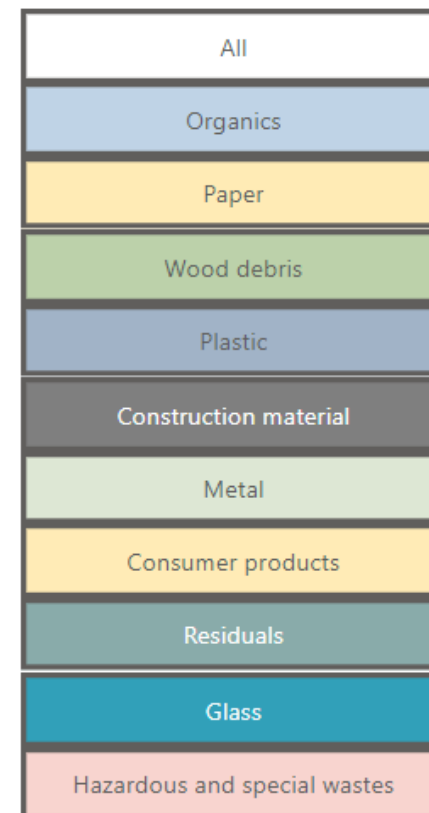 All
Organics
Paper
Wood debris
Plastic
Construction material
Metal
Consumer products
Residuals
Glass
Hazardous and special wastes